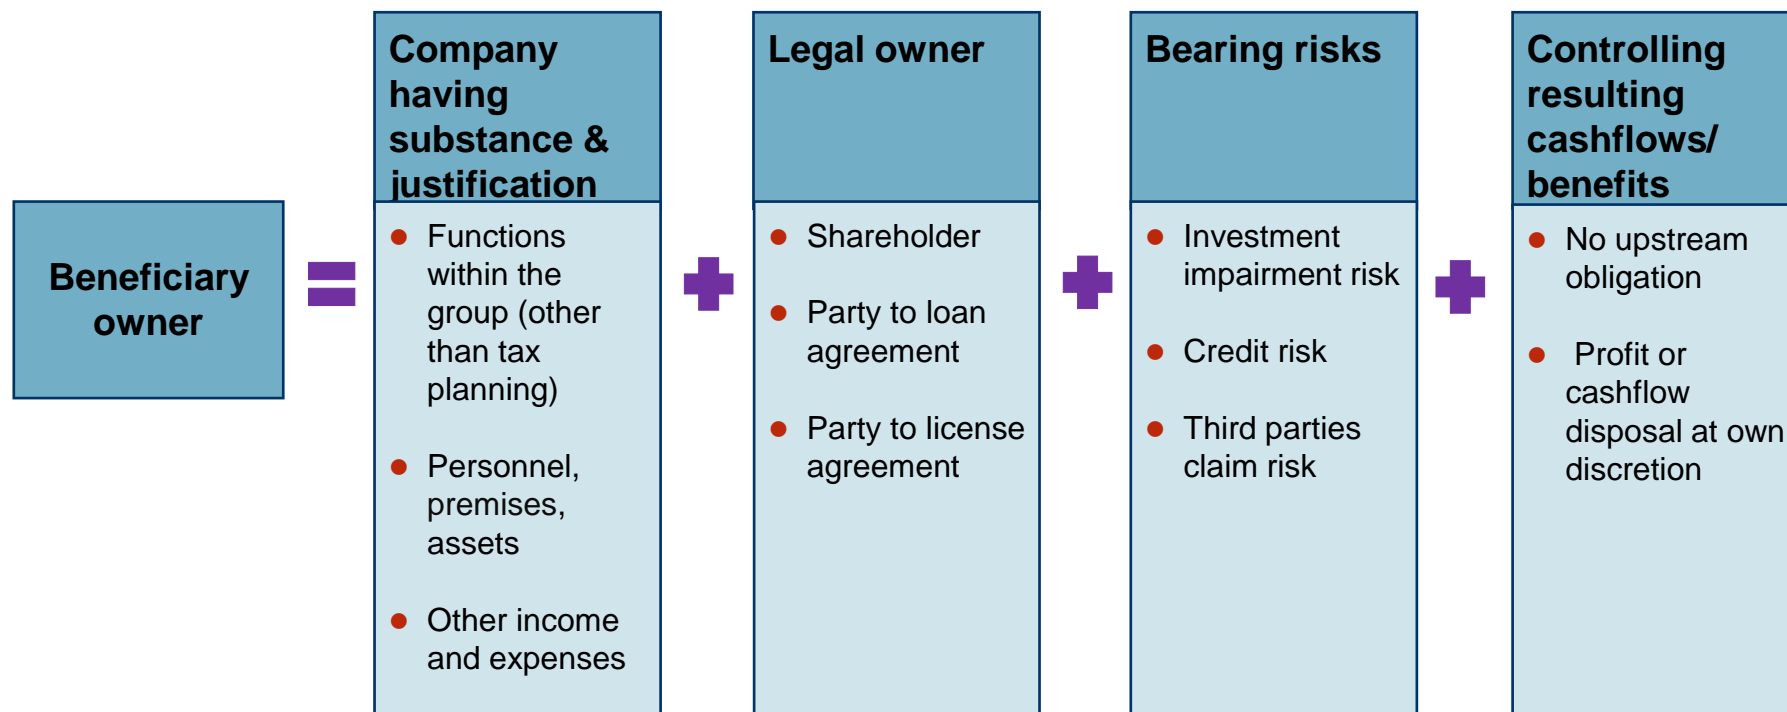 Beneficiary
owner
Company
having
substance &
justification
Functions
within the
group (other
than tax
planning)
Personnel,
premises,
assets
Other income
and expenses
Legal owner
Shareholder
Party to loan
agreement
Party to license
agreement
Bearing risks
Investment
impairment risk
Credit risk
Third parties
claim risk
Controlling
resulting
cashflows/
benefits
No upstream
obligation
Profit or
cashflow
disposal at own
discretion